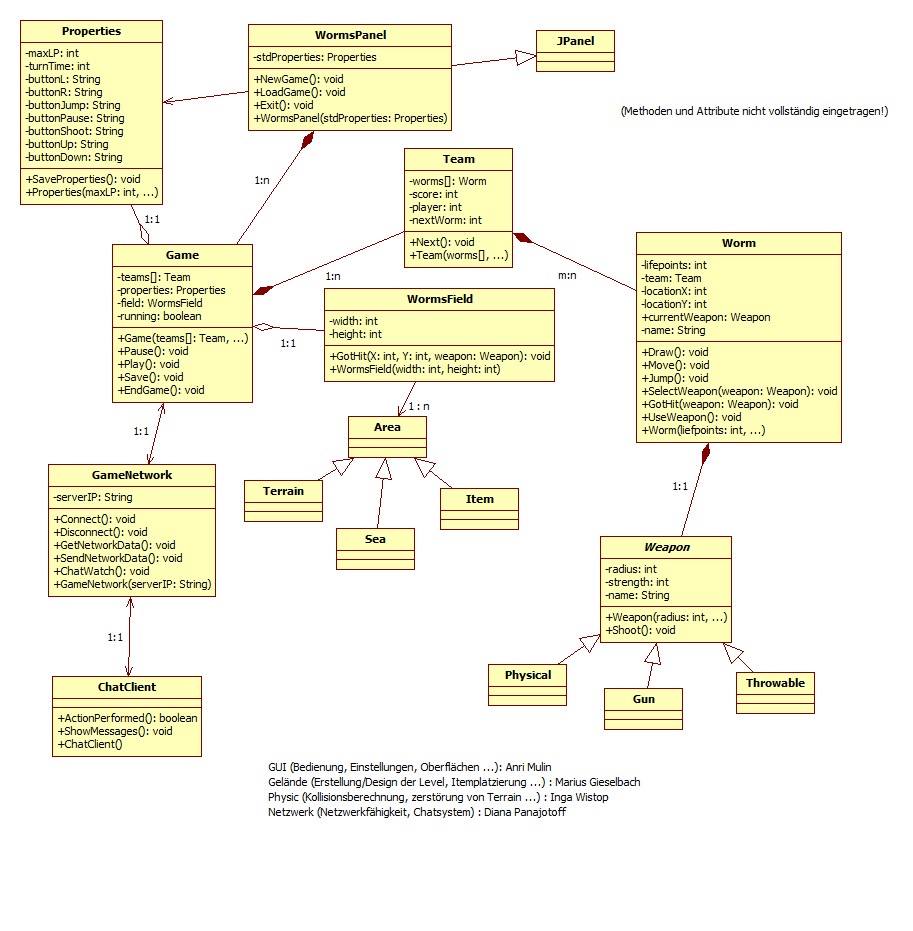 Properties
-maxLP: int
-turnTime: int
-buttonL: String
-buttonR: String
-buttonJump: String
-buttonPause: String
-buttonShoot: String
-buttonUp: String
-buttonDown: String
+SaveProperties(): void
+Properties(maxLP: int, ...)
WormsPanel
-stdProperties: Properties
+NewGame(): void
+LoadGame(): void
+Exit(): void
+WormsPanel(stdProperties: Properties)
JPanel
(Methoden und Attribute nicht vollständig eingetragen!)
1:n
1:1
Team
-worms[]: Worm
-score: int
-player: int
-nextWorm: int
+Next(): void
+Team(worms[], ...)
1:n
m:n
Game
-teams[]: Team
-properties: Properties
-field: WormsField
-running: boolean
+Game(teams[]: Team, ...)
+Pause(): void
+Play(): void
+Save(): void
+EndGame(): void
1:1
WormsField
-width: int
-height: int
+GotHit(X: int, Y: int, weapon: Weapon): void
+WormsField(width: int, height: int)
Worm
-lifepoints: int
-team: Team
-locationX: int
-locationY: int
+currentWeapon: Weapon
-name: String
+Draw(): void
+Move(): void
+Jump(): void
+SelectWeapon(weapon: Weapon): void
+GotHit(weapon: Weapon): void
+UseWeapon(): void
+Worm(liefpoints: int, ...)
1 : n
Area
Terrain
Sea
Item
1:1
GameNetwork
-serverIP: String
+Connect(): void
+Disconnect(): void
+GetNetworkData(): void
+SendNetworkData(): void
+ChatWatch(): void
+GameNetwork(serverIP: String)
1:1
Weapon
-radius: int
-strength: int
-name: String
+Weapon(radius: int, ...)
+Shoot(): void
Physical
Gun
Throwable
1:1
ChatClient
+ActionPerformed(): boolean
+ShowMessages(): void
+ChatClient()
GUI (Bedienung, Einstellungen, Oberflächen ...): Anri Mulin
Gelände (Erstellung/Design der Level, Itemplatzierung ...) : Marius Gieselbach
Physic (Kollisionsberechnung, zerstörung von Terrain ...) : Inga Wistop
Netzwerk (Netzwerkfähigkeit, Chatsystem) : Diana Panajotoff